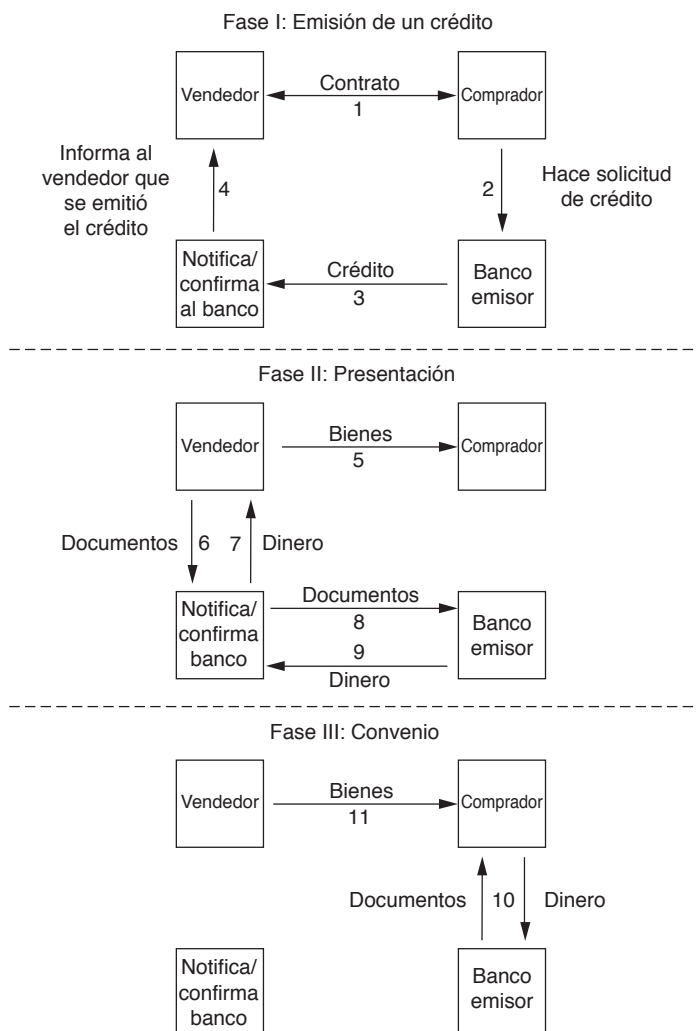 Fase I: Emisión de un crédito
Vendedor
Contrato
1
Comprador
Informa al
vendedor que
se emitió
el crédito
4
2
Hace solicitud
de crédito
Notifica/
confirma
al banco
Crédito
3
Banco
emisor
Fase II: Presentación
Vendedor
Bienes
5
Comprador
Documentos
6
7
Dinero
Notifica/
confirma
banco
Documentos
8
9
Dinero
Banco
emisor
Fase III: Convenio
Vendedor
Bienes
11
Comprador
Documentos
10
Dinero
Notifica/
confirma
banco
Banco
emisor